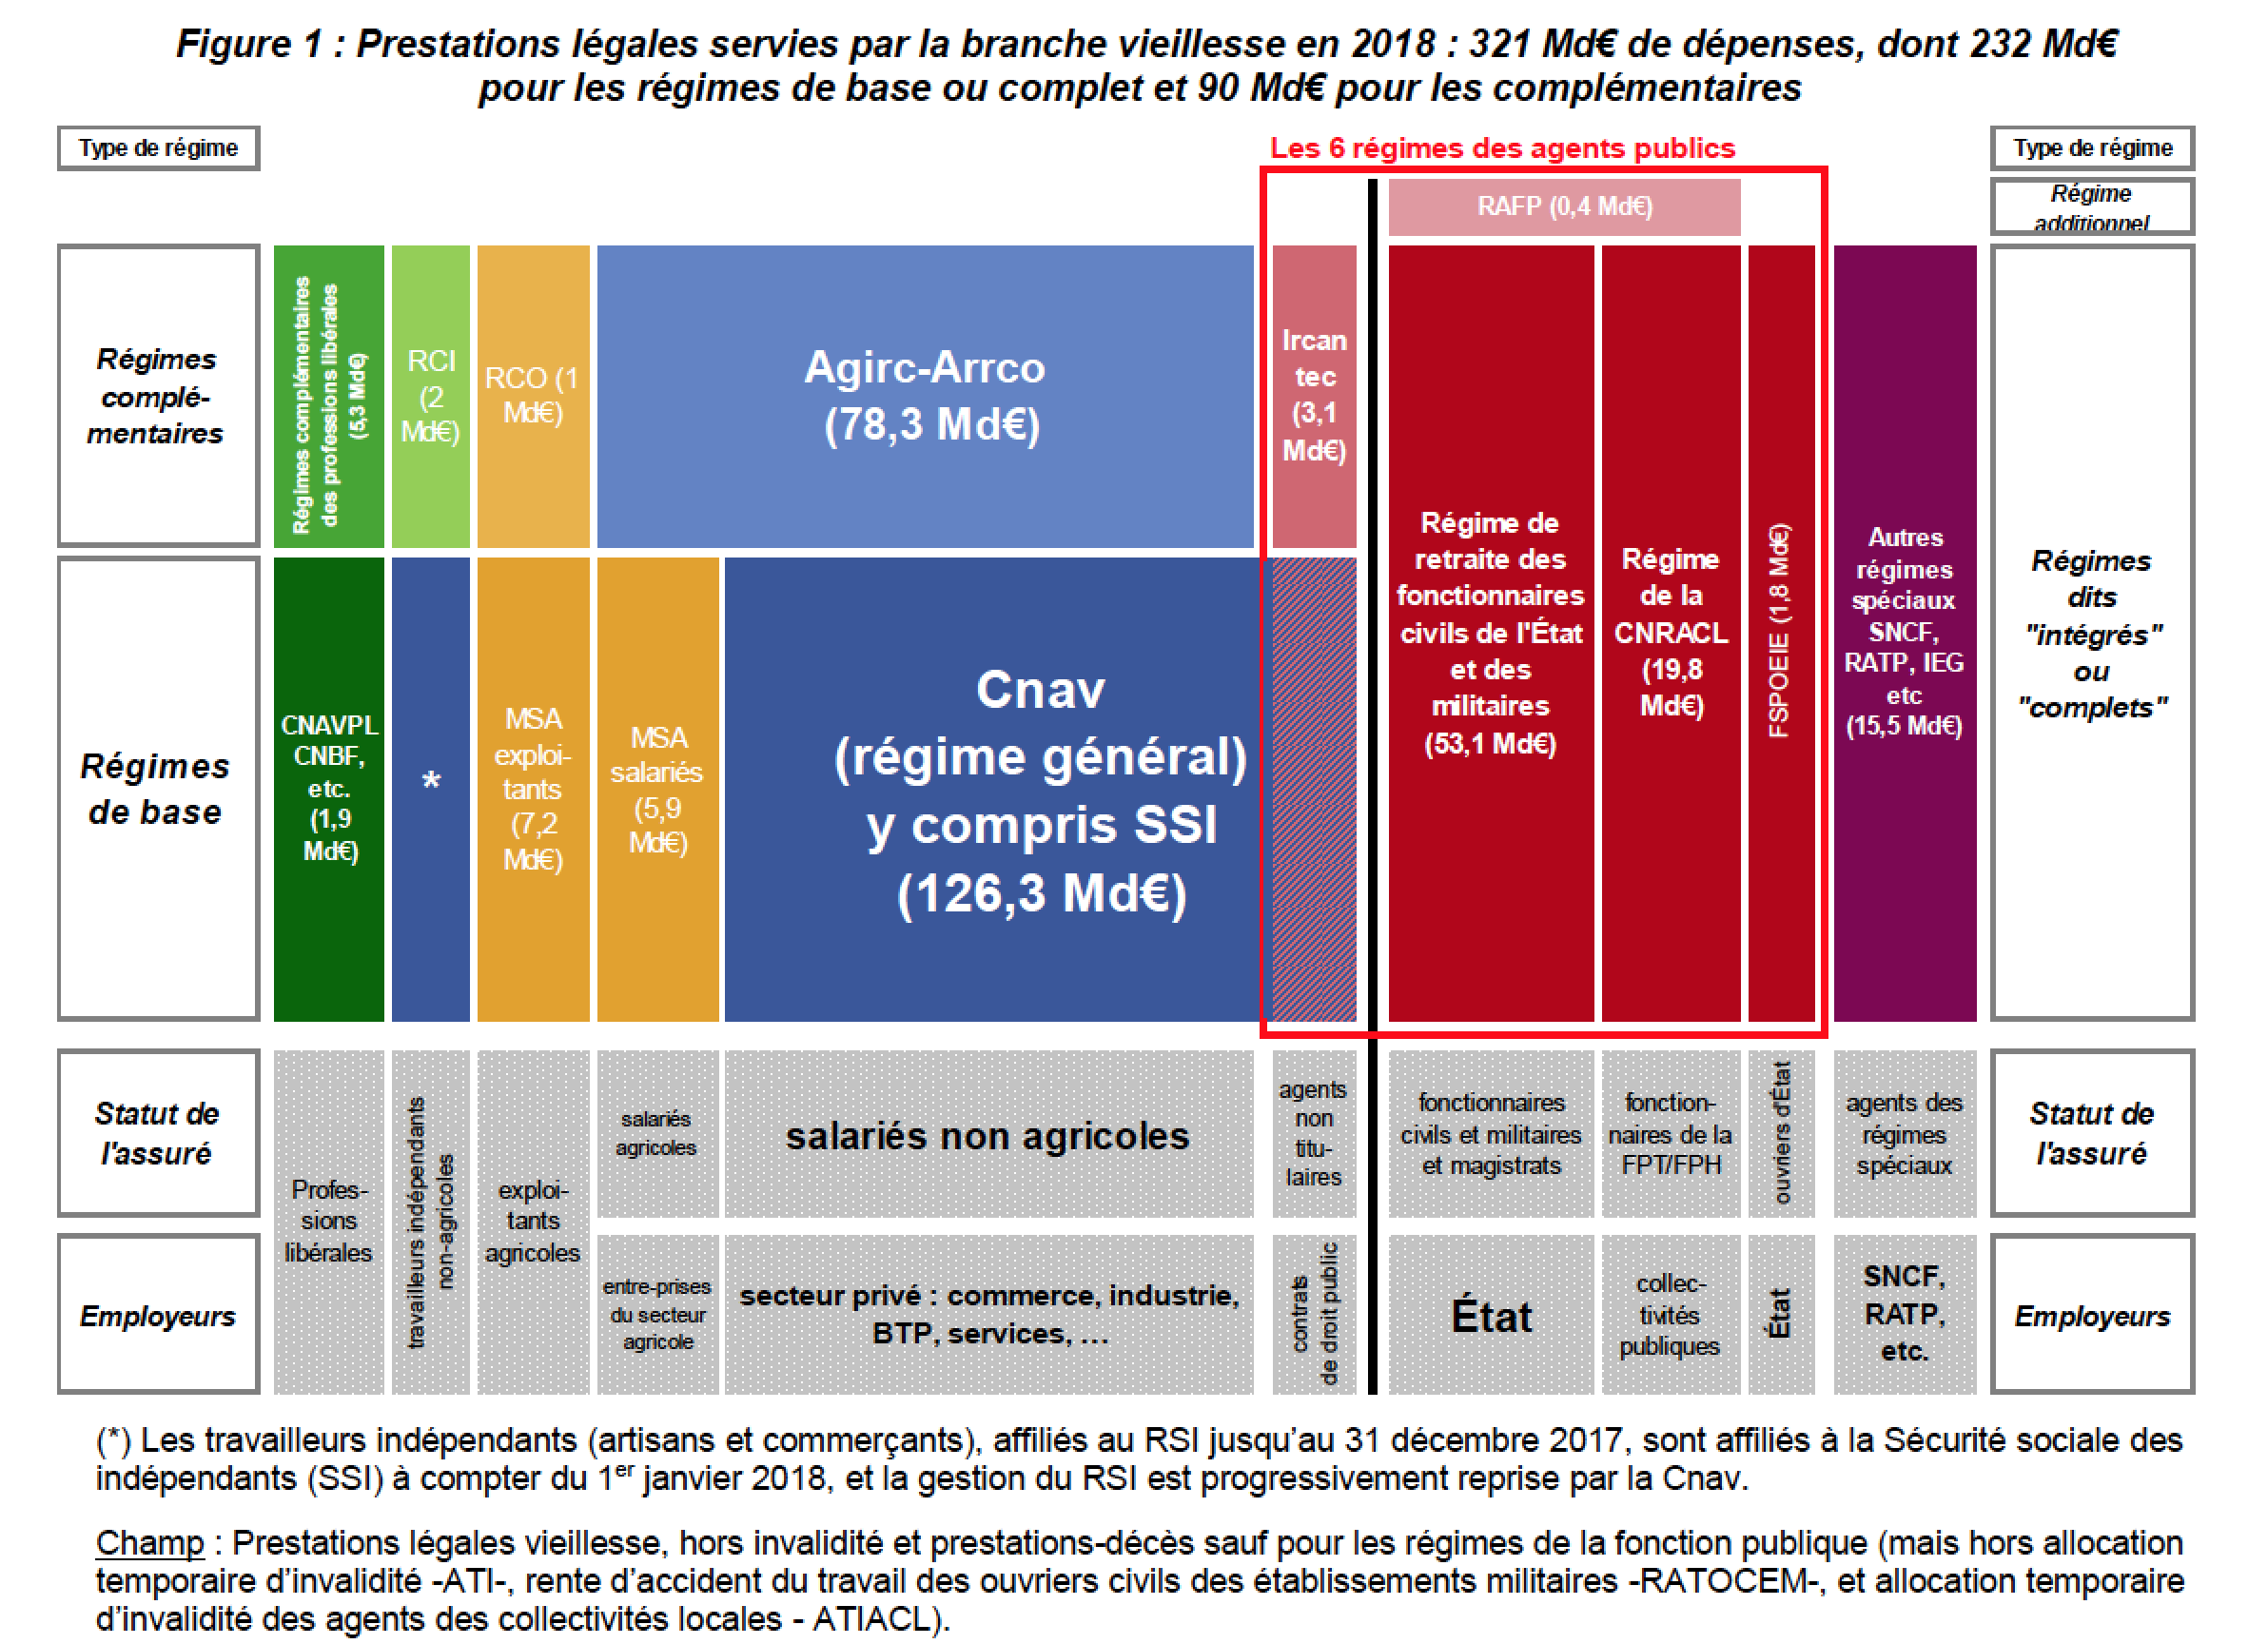 Figure 1 : Prestations légales servies par la branche vieillesse en 2018 : 321 Md€ de dépenses, dont 232 Md€
pour les régimes de base ou complet et 90 Md€ pour les complémentaires
Type de régime
Les 6 régimes des agents publics
Type de régime
RAFP (0,4 Md€)
Régime
additionnel
Régimes
complé-
mentaires
Régimes complémentaires
des professions libérales
(5,3 Md€)
RCI
(2
Md€)
RCO (1
Md€)
Agirc-Arrco
(78,3 Md€)
Ircan
tec
(3,1
Md€)
Régimes
de base
CNAVPL
CNBF,
etc.
(1,9
Md€)
*
MSA
exploi-
tants
(7,2
Md€)
MSA
salariés
(5,9
Md€)
Cnav
(régime général)
y compris SSI
(126,3 Md€)
Régime de
retraite des
fonctionnaires
civils de l'État
et des
militaires
(53,1 Md€)
Régime
de la
CNRACL
(19,8
Md€)
FSPOEIE (1,8 Md€)
Autres
régimes
spéciaux
SNCF,
RATP, IEG
etc
(15,5 Md€)
Régimes
dits
"intégrés"
ou
"complets"
Statut de
l'assuré
Profes-
sions
libérales
travailleurs indépendants
non-agricoles
exploi-
tants
agricoles
salariés
agricoles
salariés non agricoles
agents
non
titu-
laires
fonctionnaires
civils et militaires
et magistrats
fonction-
naires de la
FPT/FPH
ouvriers d'État
agents des
régimes
spéciaux
Statut de
l'assuré
Employeurs
entre-prises
du secteur
agricole
secteur privé : commerce, industrie,
BTP, services, ...
contrats
de droit public
État
collec-
tivités
publiques
État
SNCF,
RATP,
etc.
Employeurs
(*) Les travailleurs indépendants (artisans et commerçants), affiliés au RSI jusqu'au 31 décembre 2017, sont affiliés à la Sécurité sociale des
indépendants (SSI) à compter du 1er janvier 2018, et la gestion du RSI est progressivement reprise par la Cnav.
Champ : Prestations légales vieillesse, hors invalidité et prestations-décès sauf pour les régimes de la fonction publique (mais hors allocation
temporaire d'invalidité -ATI-, rente d'accident du travail des ouvriers civils des établissements militaires -RATOCEM-, et allocation temporaire
d'invalidité des agents des collectivités locales - ATIACL).